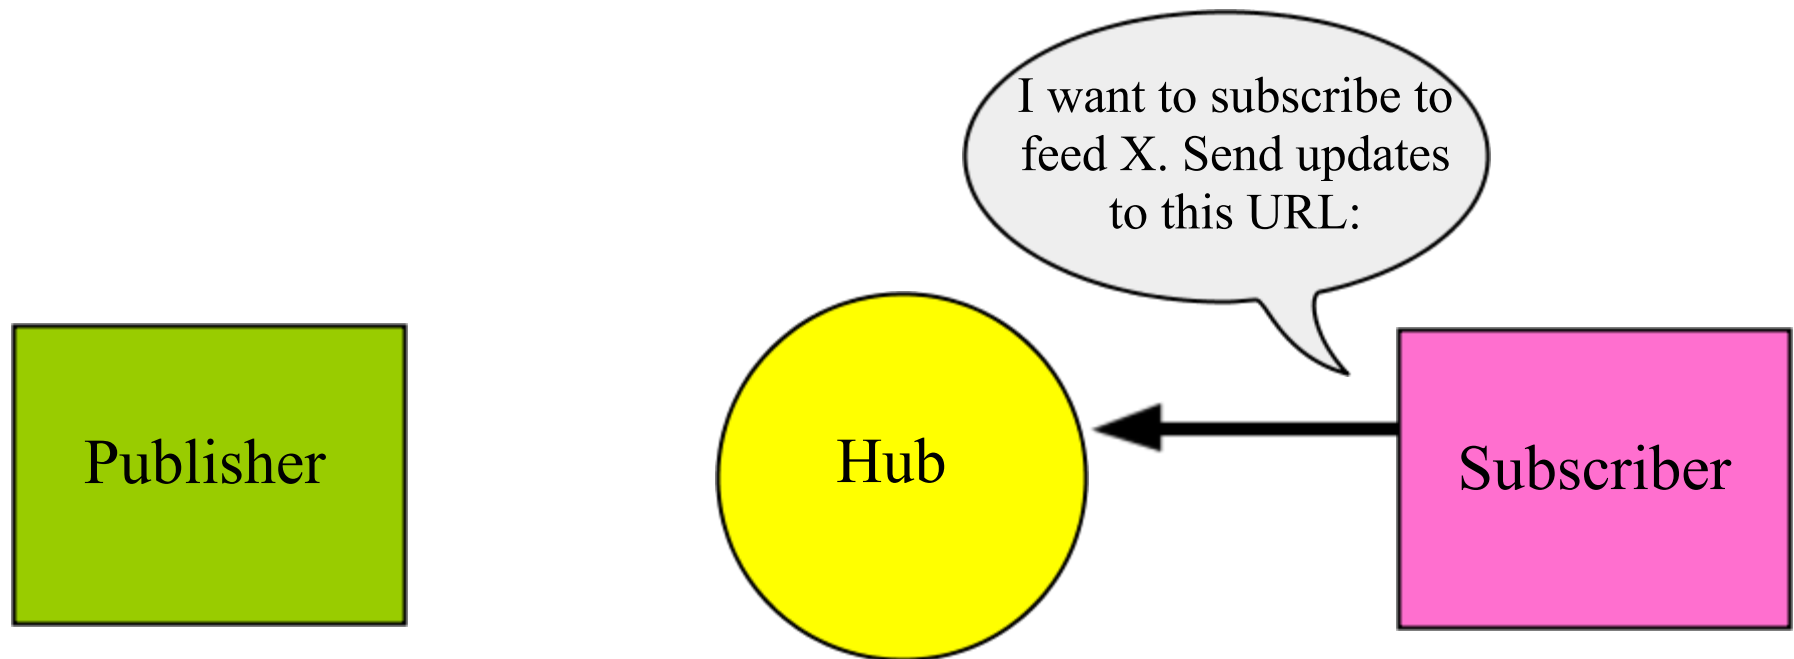 I want to subscribe to
feed X. Send updates
to this URL:
Publisher
Hub
Subscriber